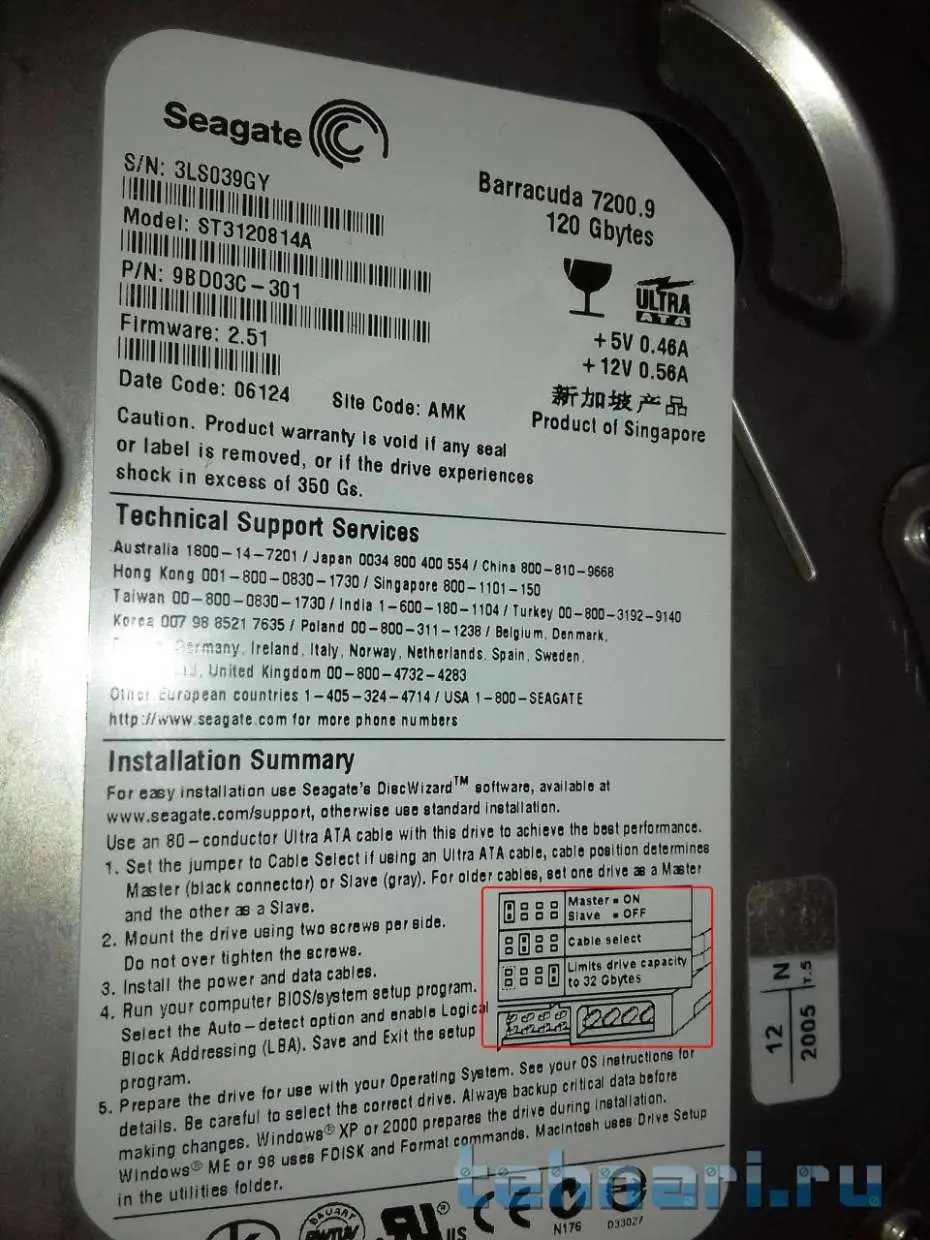 Seagate
S/N: 3LS039GY
Model: ST3120814A
P/N: 9BD03C-301
Firmware: 2.51
Date Code: 06124 Site Code: AMK
Barracuda 7200.9
120 Gbytes
ULTRA
ATA
+5V 0.46A
+12V 0.56A
新加坡产品
Product of Singapore
Caution. Product warranty is void if any seal
or label is removed, or if the drive experiences
shock in excess of 350 Gs.
Technical Support Services
Australia 1800-14-7201 / Japan 0034 800 400 554 / China 800-810-9668
Hong Kong 001-800-0830-1730 / Singapore 800-1101-150
Taiwan 00-800-0830-1730 / India 1-600-180-1104 / Turkey 00-800-3192-9140
Korea 007 98 8521 7635 / Poland 00-800-311-1238 / Belgium, Denmark,
Germany, Ireland, Italy, Norway, Netherlands, Spain, Sweden,
United Kingdom 00-800-4732-4283
Other European countries 1-405-324-4714 / USA 1-800-SEAGATE
http://www.seagate.com for more phone numbers
Installation Summary
For easy installation use Seagate's DiscWizard™ software, available at
www.seagate.com/support, otherwise use standard installation.
Use an 80-conductor Ultra ATA cable with this drive to achieve the best performance.
1. Set the jumper to Cable Select if using an Ultra ATA cable, cable position determines
Master (black connector) or Slave (gray). For older cables, set one drive as a Master
and the other as a Slave.
2. Mount the drive using two screws per side.
Do not over tighten the screws.
3. Install the power and data cables.
4. Run your computer BIOS/system setup program.
Select the Auto-detect option and enable Logical
Block Addressing (LBA). Save and Exit the setup
program.
5. Prepare the drive for use with your Operating System. See your OS instructions for
details. Be careful to select the correct drive. Always backup critical data before
making changes. Windows® XP or 2000 prepares the drive during installation.
Windows® ME or 98 uses FDISK and Format commands. Macintosh uses Drive Setup
in the utilities folder.
Master = ON
Slave = OFF
Cable select
Limits drive capacity
to 32 Gbytes
12 N
2005 T.5
BAUART
US
CE
N176
D33027
tehnari.ru